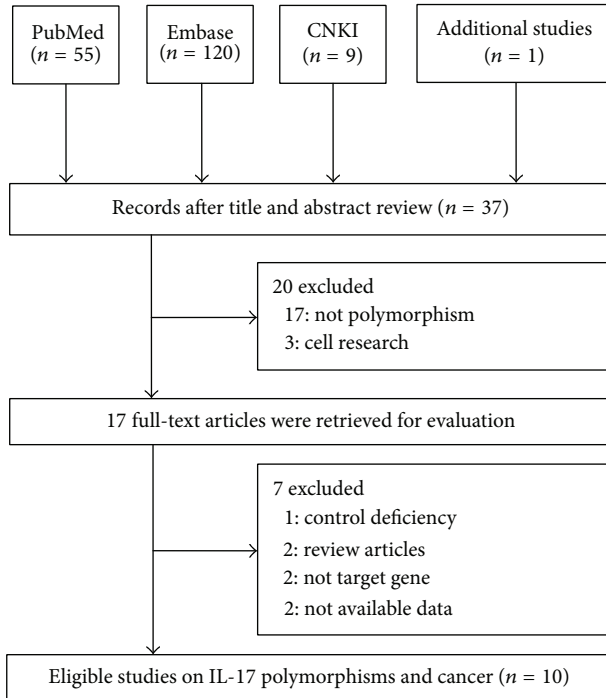 PubMed
(n = 55)
Embase
(n = 120)
CNKI
(n = 9)
Additional studies
(n = 1)
Records after title and abstract review (n = 37)
20 excluded
17: not polymorphism
3: cell research
17 full-text articles were retrieved for evaluation
7 excluded
1: control deficiency
2: review articles
2: not target gene
2: not available data
Eligible studies on IL-17 polymorphisms and cancer (n = 10)